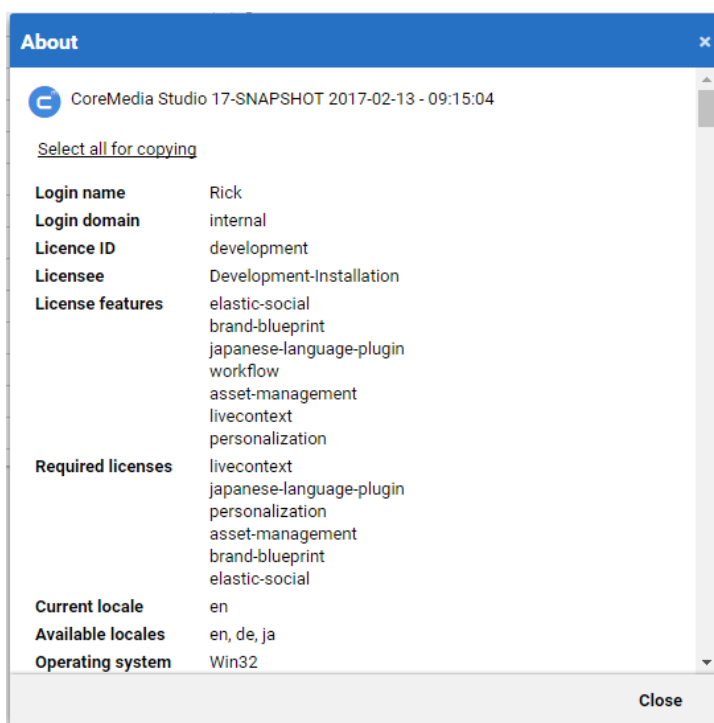 About ×
CoreMedia Studio 17-SNAPSHOT 2017-02-13 - 09:15:04
Select all for copying
Login name Rick
Login domain internal
Licence ID development
Licensee Development-Installation
License features elastic-social
brand-blueprint
japanese-language-plugin
workflow
asset-management
livecontext
personalization
Required licenses livecontext
japanese-language-plugin
personalization
asset-management
brand-blueprint
elastic-social
Current locale en
Available locales en, de, ja
Operating system Win32
Close